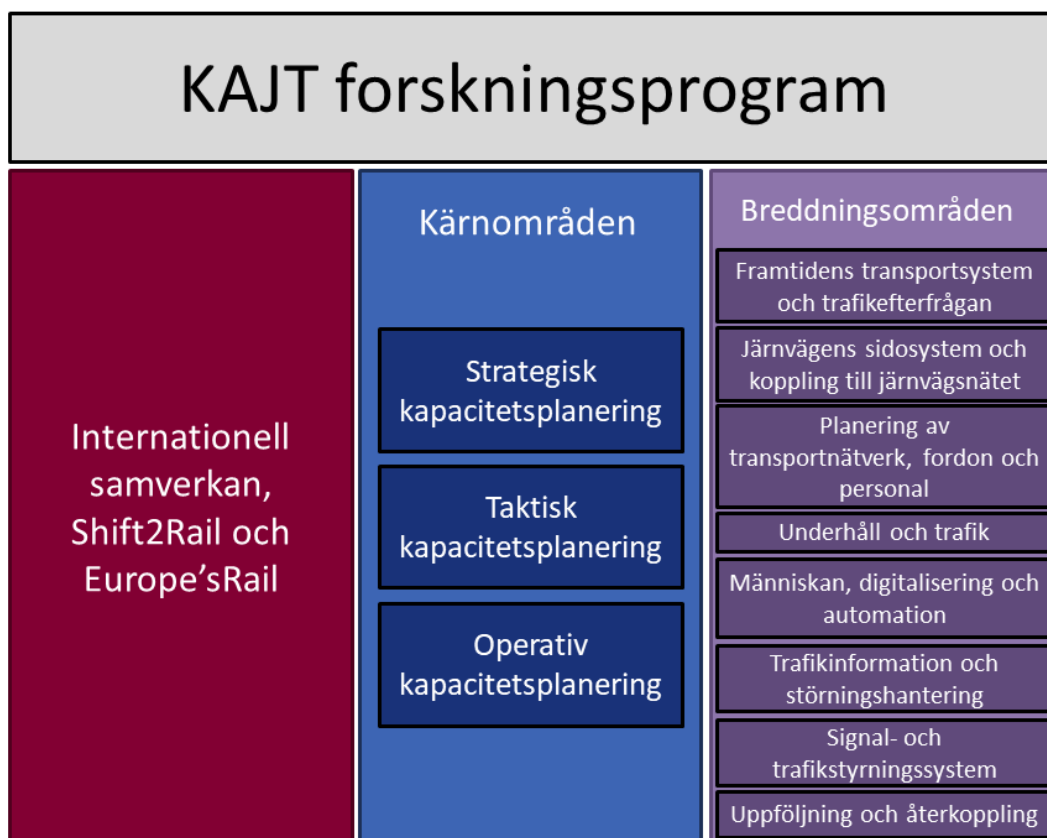 KAJT forskningsprogram
Internationell
samverkan,
Shift2Rail och
Europe'sRail
Kärnområden
Strategisk
kapacitetsplanering
Taktisk
kapacitetsplanering
Operativ
kapacitetsplanering
Breddningsområden
Framtidens transportsystem
och trafikefterfrågan
Järnvägens sidosystem och
koppling till järnvägsnätet
Planering av
transportnätverk, fordon och
personal
Underhåll och trafik
Människan, digitalisering och
automation
Trafikinformation och
störningshantering
Signal- och
trafikstyrningssystem
Uppföljning och återkoppling